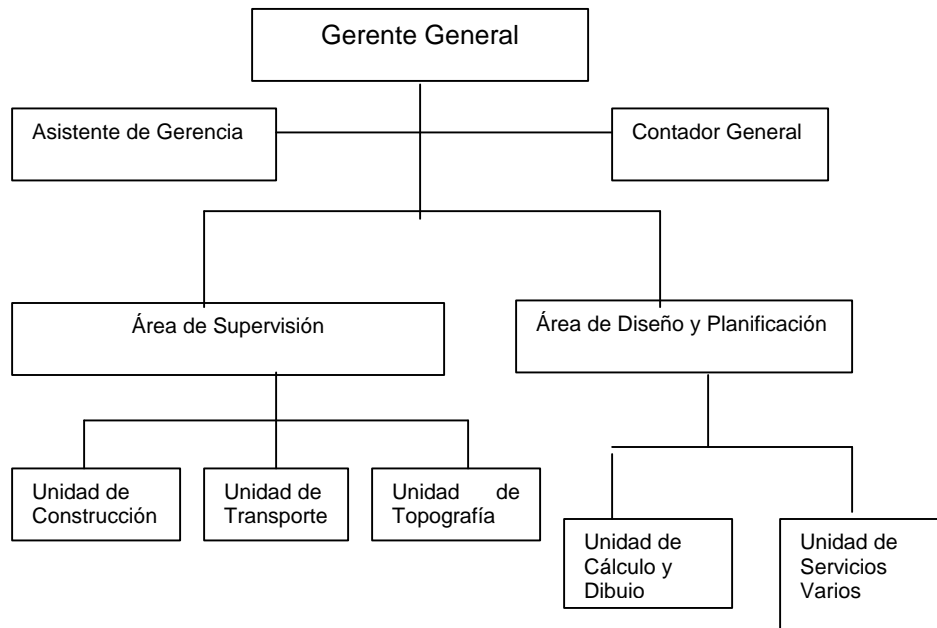 Gerente General
Asistente de Gerencia
Contador General
Área de Supervisión
Área de Diseño y Planificación
Unidad de
Construcción
Unidad de
Transporte
Unidad de
Topografía
Unidad de
Cálculo y
Dibuio
Unidad de
Servicios
Varios